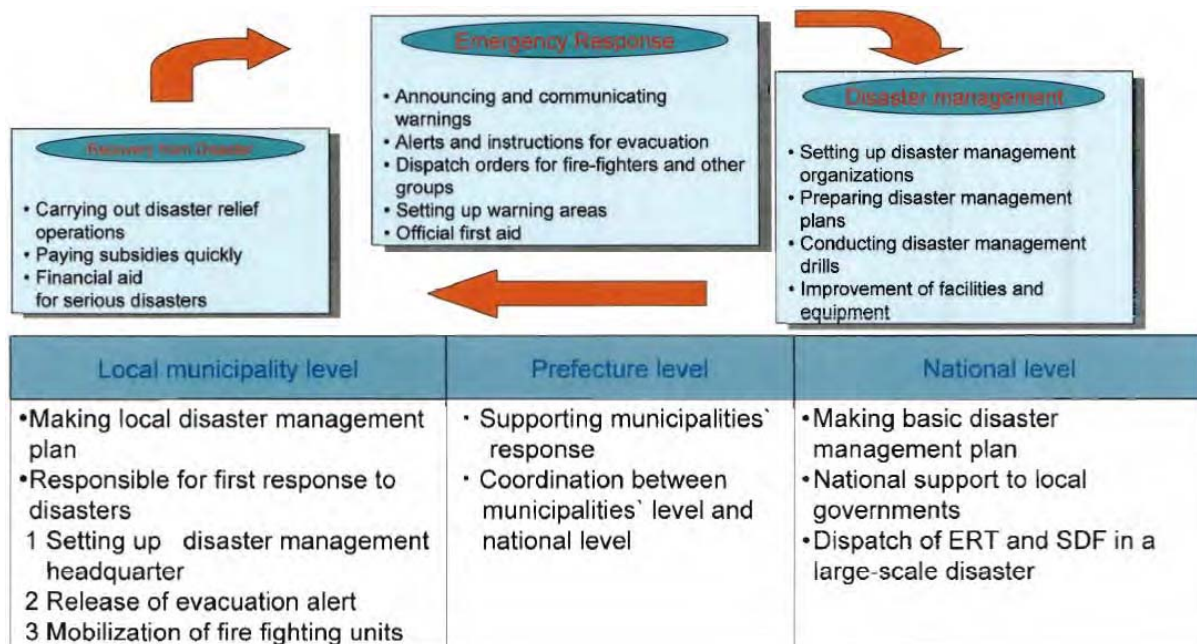 Emergency Response
• Announcing and communicating
warnings
• Alerts and instructions for evacuation
• Dispatch orders for fire-fighters and other
groups
• Setting up warning areas
• Official first aid
Disaster management
• Setting up disaster management
organizations
• Preparing disaster management
plans
• Conducting disaster management
drills
• Improvement of facilities and
equipment
Recovery from Disaster
• Carrying out disaster relief
operations
• Paying subsidies quickly
• Financial aid
for serious disasters
Local municipality level
•Making local disaster management
plan
•Responsible for first response to
disasters
1 Setting up disaster management
headquarter
2 Release of evacuation alert
3 Mobilization of fire fighting units
Prefecture level
・Supporting municipalities`
response
・Coordination between
municipalities` level and
national level
National level
•Making basic disaster
management plan
•National support to local
governments
•Dispatch of ERT and SDF in a
large-scale disaster